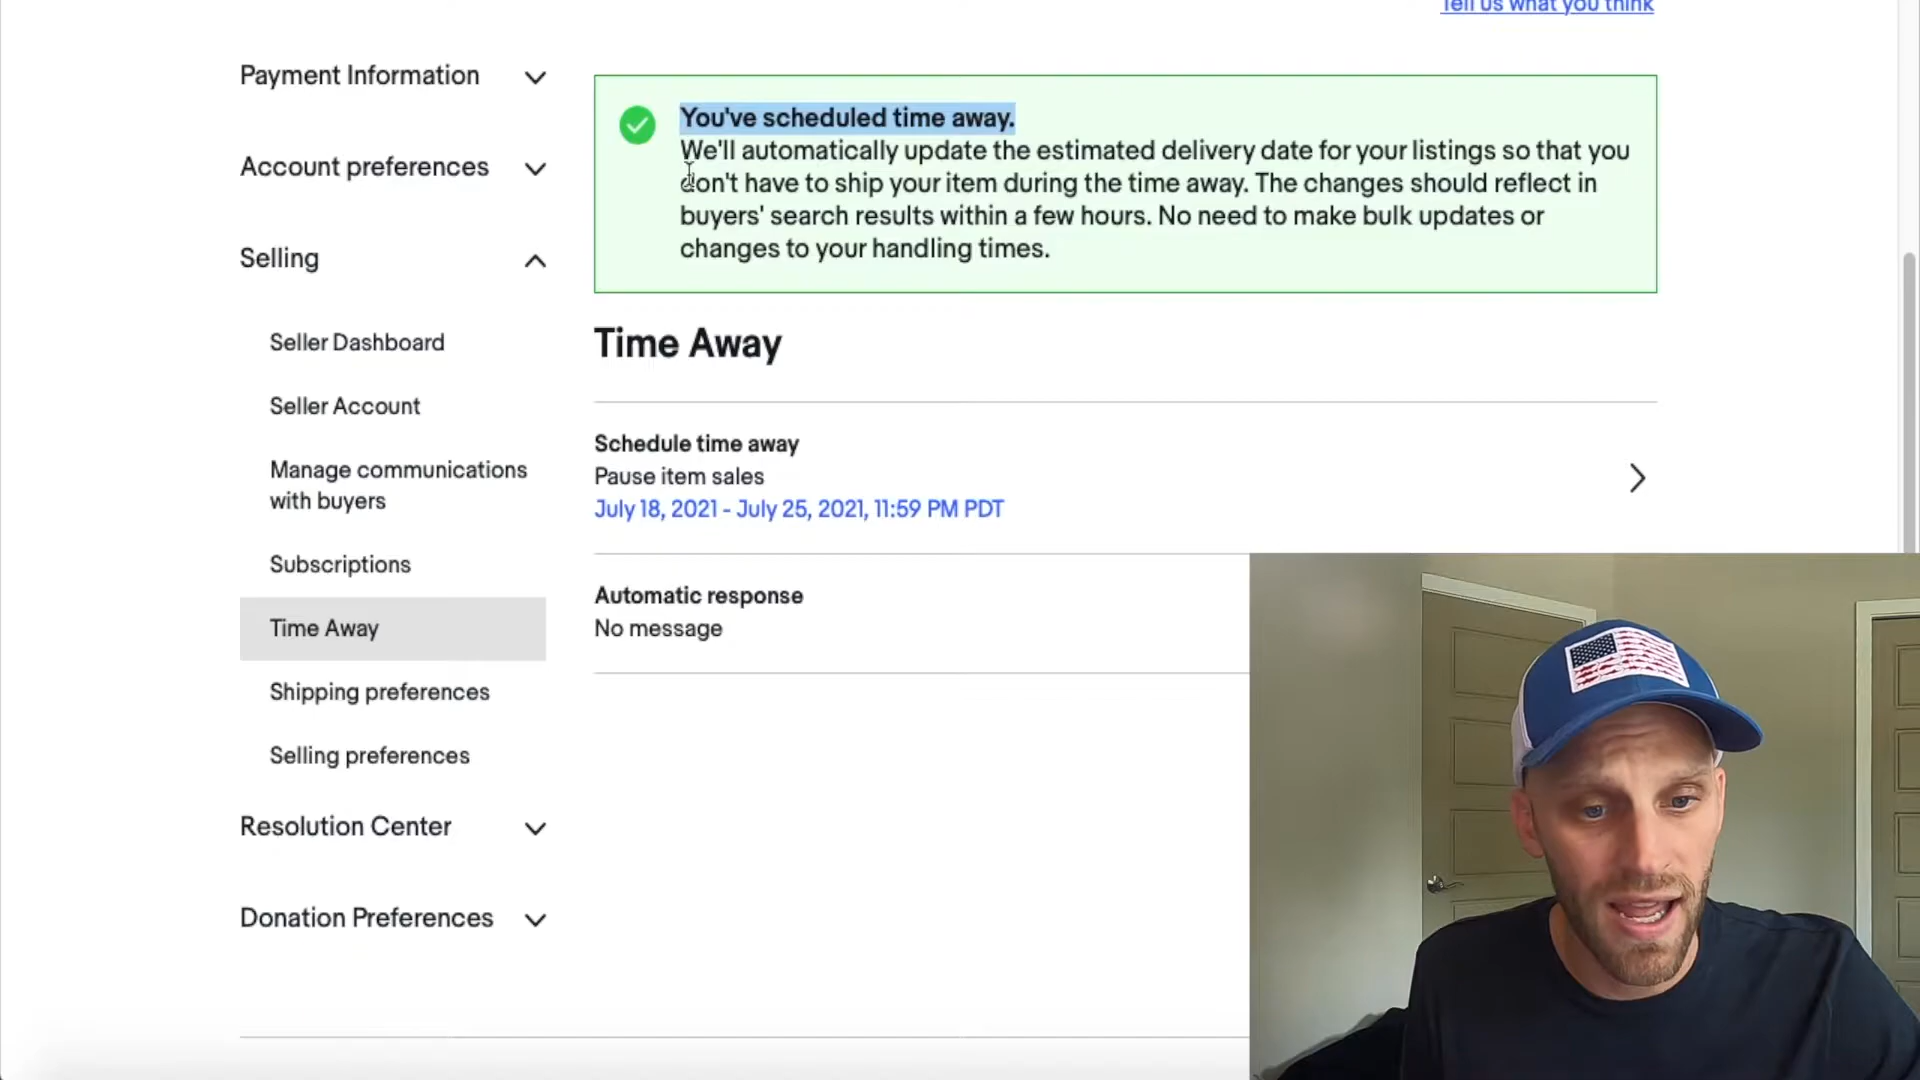 Tell us what you think
Payment Information
Account preferences
Selling
Seller Dashboard
Seller Account
Manage communications
with buyers
Subscriptions
Time Away
Shipping preferences
Selling preferences
Resolution Center
Donation Preferences
You've scheduled time away.
We'll automatically update the estimated delivery date for your listings so that you
don't have to ship your item during the time away. The changes should reflect in
buyers' search results within a few hours. No need to make bulk updates or
changes to your handling times.
Time Away
Schedule time away
Pause item sales
July 18, 2021 - July 25, 2021, 11:59 PM PDT
Automatic response
No message